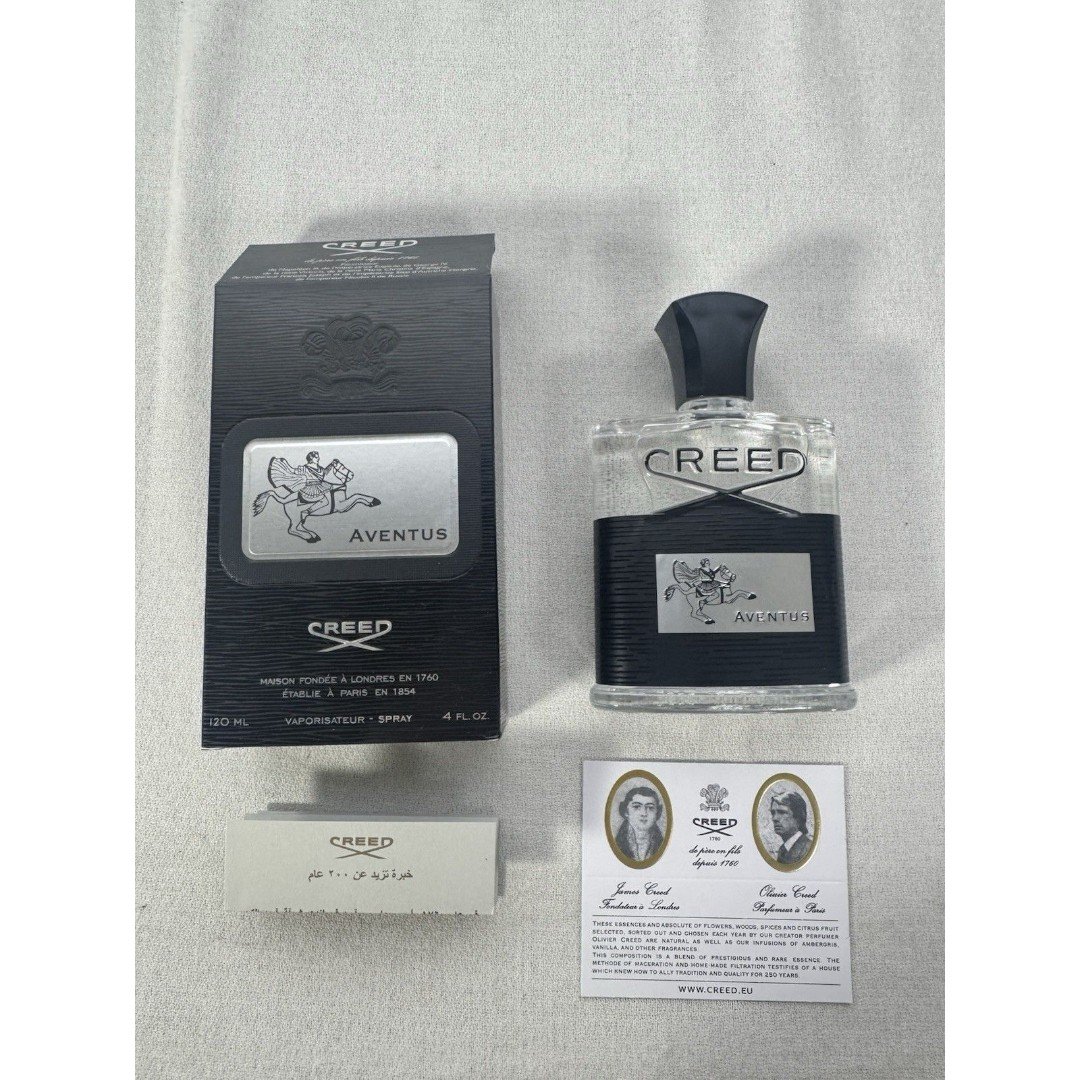 CREED
de père en fils depuis 1760
AVENTUS
CREED
MAISON FONDÉE À LONDRES EN 1760
ÉTABLIE À PARIS EN 1854
120 ML VAPORISATEUR - SPRAY 4 FL. OZ.
CREED
AVENTUS
CREED
خبرة تزيد عن ٢٠٠ عام
CREED
1760
de père en fils
depuis 1760
James Creed
Fondateur à Londres
Olivier Creed
Parfumeur à Paris
THESE ESSENCES AND ABSOLUTE OF FLOWERS, WOODS, SPICES AND CITRUS FRUIT
SELECTED, SORTED OUT AND CHOSEN EACH YEAR BY OUR CREATOR PERFUMER
OLIVIER CREED ARE NATURAL AS WELL AS OUR INFUSIONS OF AMBERGRIS,
VANILLA, AND OTHER FRAGRANCES.
THIS COMPOSITION IS A BLEND OF PRESTIGIOUS AND RARE ESSENCE. THE
METHODE OF MACERATION AND HOME-MADE FILTRATION TESTIFIES OF A HOUSE
WHICH KNEW HOW TO ALLY TRADITION AND QUALITY FOR 250 YEARS.
WWW.CREED.EU